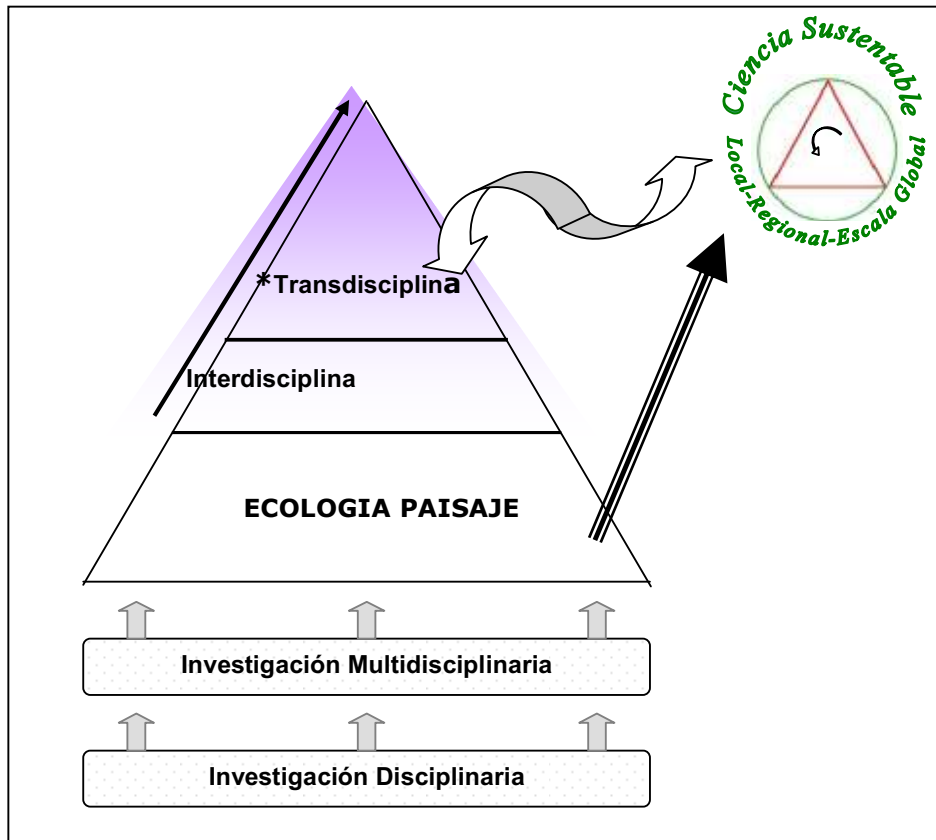 Ciencia Sustentable
Local-Regional-Escala Global
*Transdisciplina
Interdisciplina
ECOLOGIA PAISAJE
Investigación Multidisciplinaria
Investigación Disciplinaria